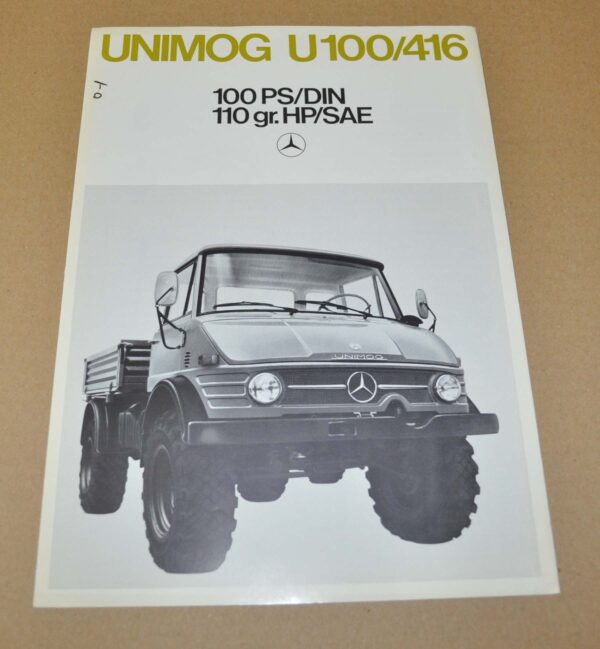 UNIMOG U100/416
100 PS/DIN
110 gr. HP/SAE
UNIMOG